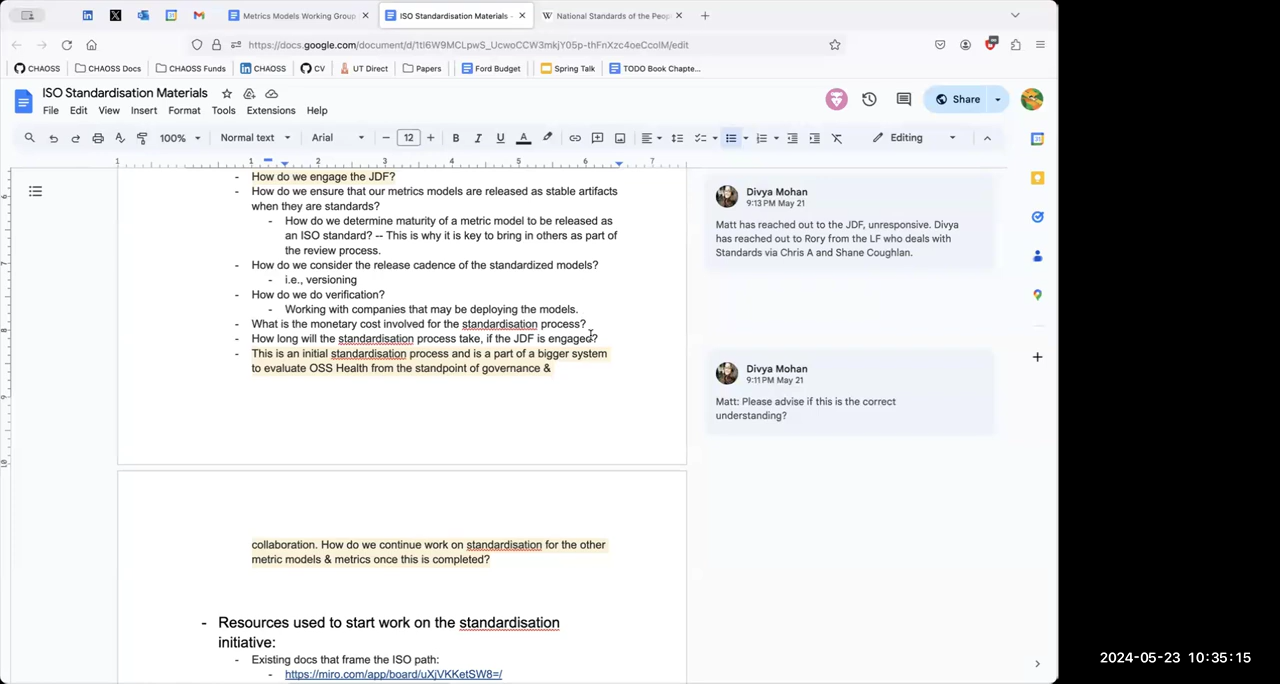 Metrics Models Working Group
ISO Standardisation Materials -
National Standards of the Peop
https://docs.google.com/document/d/1tl6W9MCLpwS_UcwoCCW3mkjY05p-thFnXzc4oeCcolM/edit
CHAOSS
CHAOSS Docs
CHAOSS Funds
CHAOSS
CV
UT Direct
Papers
Ford Budget
Spring Talk
TODO Book Chapte...
ISO Standardisation Materials
File Edit View Insert Format Tools Extensions Help
Share
100% Normal text Arial 12 Editing
1 1 2 3 4 5 6 7
- How do we engage the JDF?
- How do we ensure that our metrics models are released as stable artifacts
when they are standards?
- How do we determine maturity of a metric model to be released as
an ISO standard? -- This is why it is key to bring in others as part of
the review process.
- How do we consider the release cadence of the standardized models?
- i.e., versioning
- How do we do verification?
- Working with companies that may be deploying the models.
- What is the monetary cost involved for the standardisation process?
- How long will the standardisation process take, if the JDF is engaged?
- This is an initial standardisation process and is a part of a bigger system
to evaluate OSS Health from the standpoint of governance &
collaboration. How do we continue work on standardisation for the other
metric models & metrics once this is completed?
- Resources used to start work on the standardisation
initiative:
- Existing docs that frame the ISO path:
- https://miro.com/app/board/uXjVKKetSW8=/
Divya Mohan
9:13 PM May 21
Matt has reached out to the JDF, unresponsive. Divya
has reached out to Rory from the LF who deals with
Standards via Chris A and Shane Coughlan.
Divya Mohan
9:11 PM May 21
Matt: Please advise if this is the correct
understanding?
2024-05-23 10:35:15